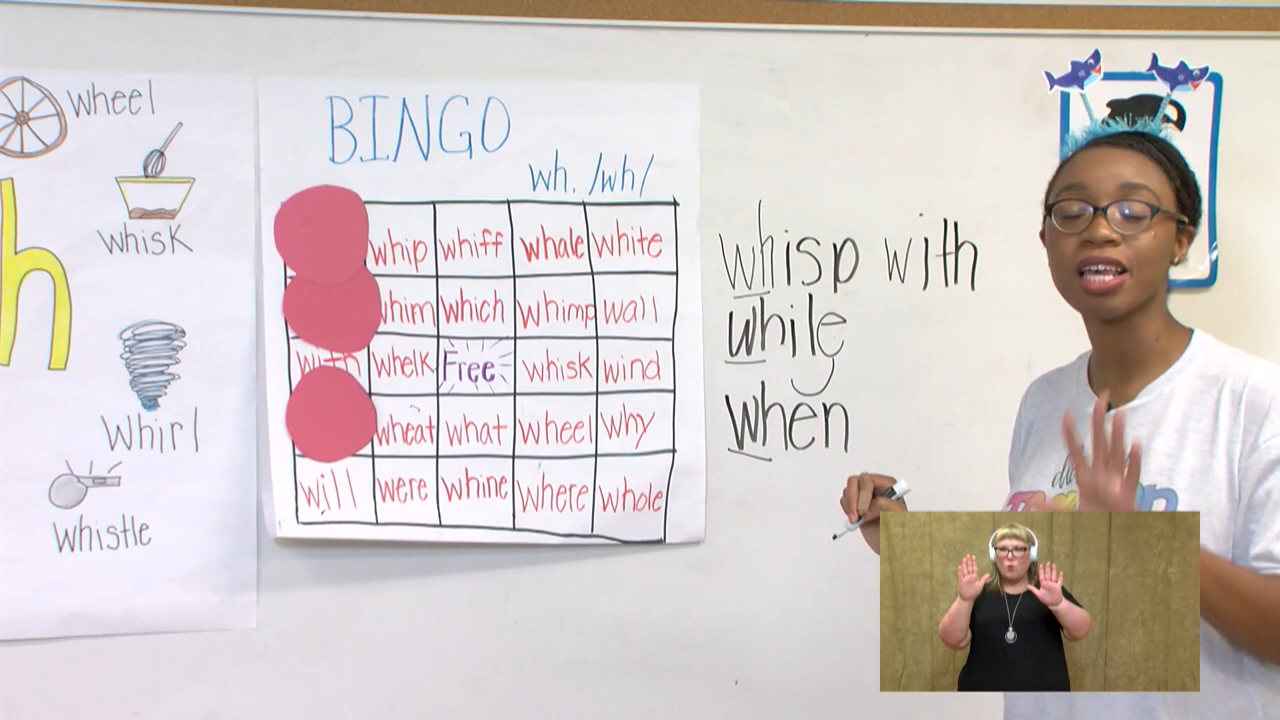 wheel
whisk
h
whirl
whistle
BINGO
wh. /wh/
whip whiff whale white
whim which whimp wall
with whelk Free whisk wind
wheat what wheel why
will were whine where whole
whisp with
while
when